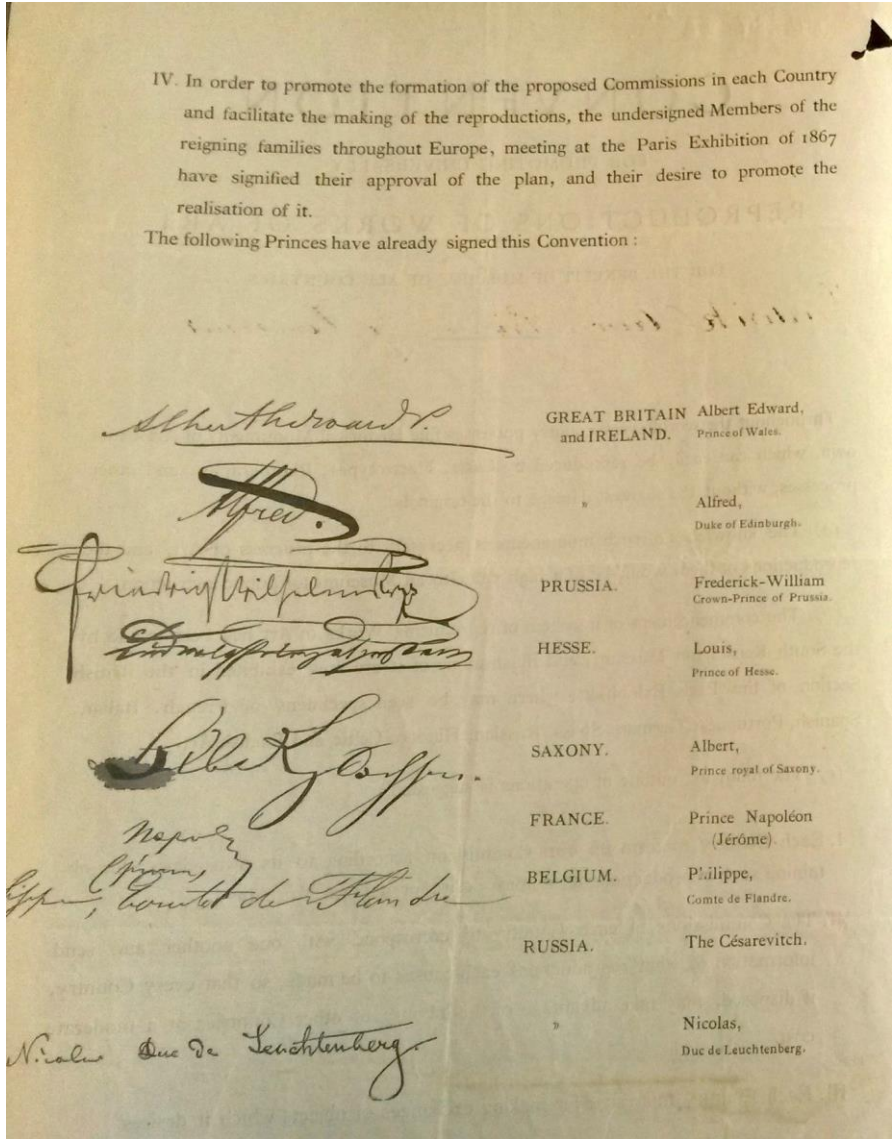 IV. In order to promote the formation of the proposed Commissions in each Country
and facilitate the making of the reproductions, the undersigned Members of the
reigning families throughout Europe, meeting at the Paris Exhibition of 1867
have signified their approval of the plan, and their desire to promote the
realisation of it.
The following Princes have already signed this Convention :
Albert Edward P.
GREAT BRITAIN Albert Edward,
and IRELAND. Prince of Wales.
Alfred.
" Alfred,
Duke of Edinburgh.
Friedrich Wilhelm
PRUSSIA. Frederick-William
Crown-Prince of Prussia.
Ludwig Prinz
HESSE. Louis,
Prince of Hesse.
Albert
SAXONY. Albert,
Prince royal of Saxony.
Napoléon
FRANCE. Prince Napoléon
(Jérôme)
lippe, Comte de Flandre
BELGIUM. Philippe,
Comte de Flandre.
RUSSIA. The Césarevitch.
Nicolas Duc de Leuchtenberg.
" Nicolas,
Duc de Leuchtenberg.